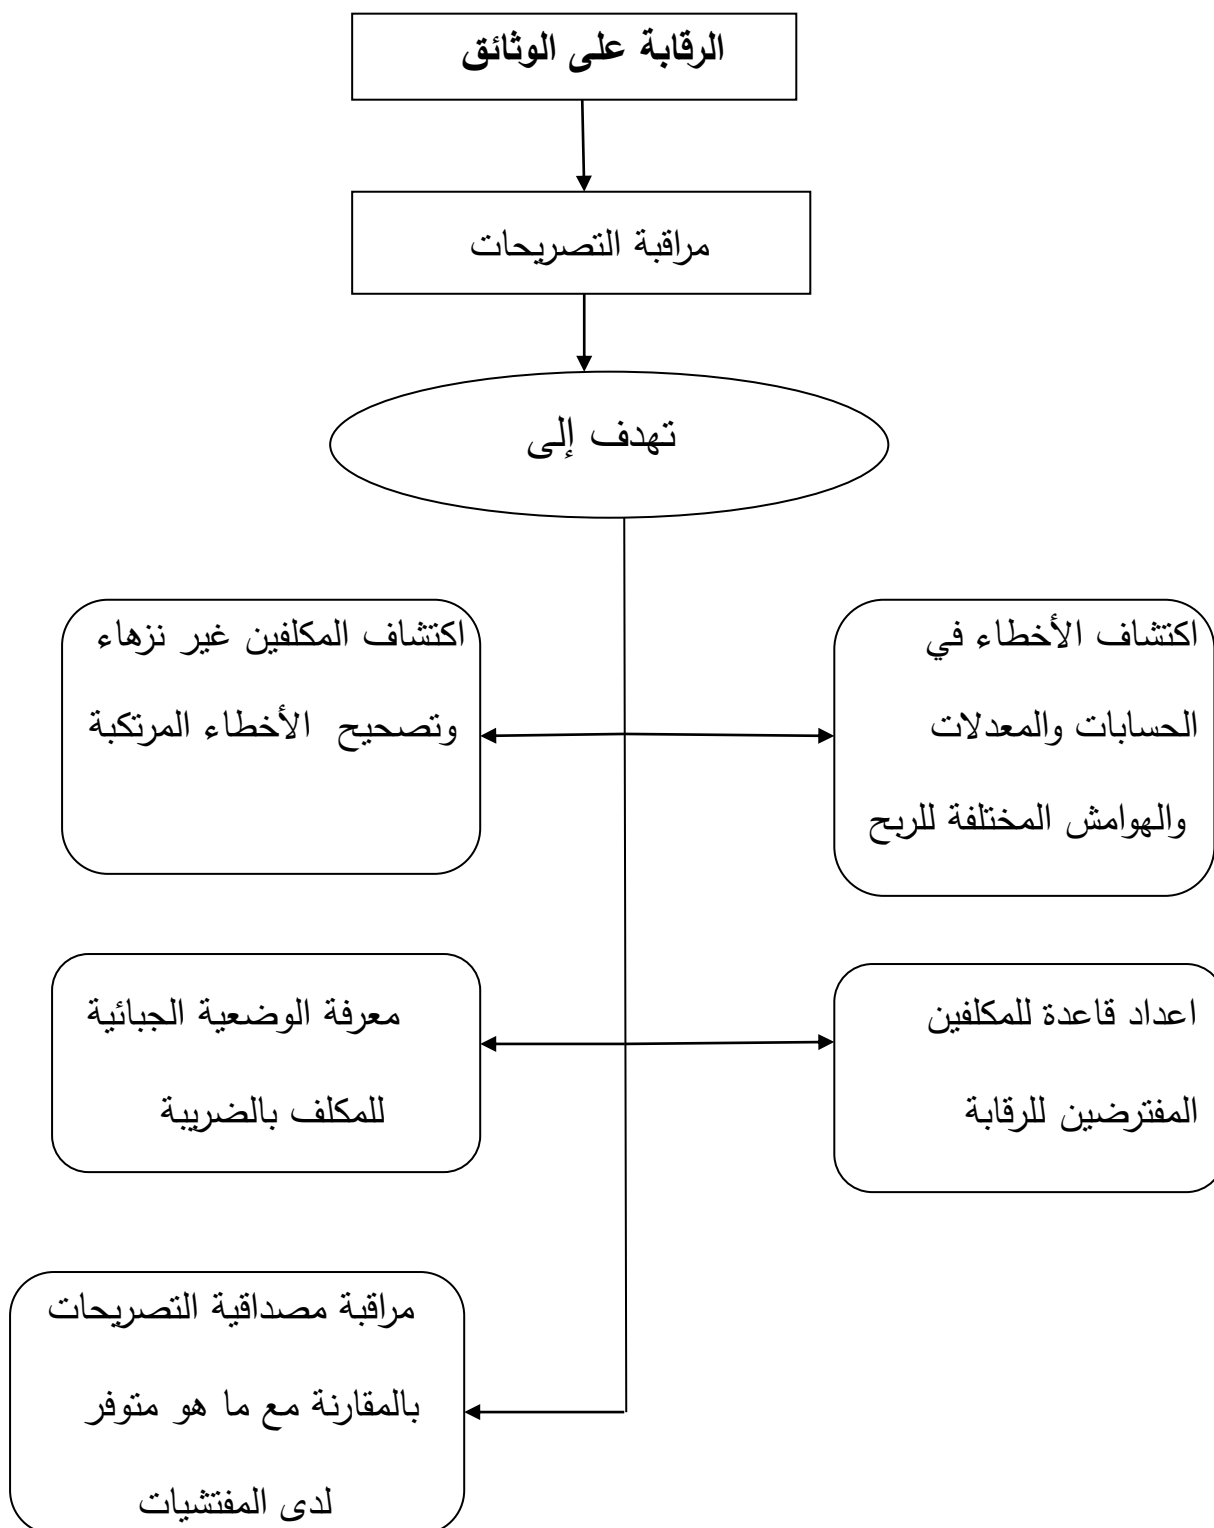 الرقابة على الوثائق
مراقبة التصريحات
تهدف إلى
اكتشاف الأخطاء في
الحسابات والمعدلات
والهوامش المختلفة للربح
اكتشاف المكلفين غير نزهاء
وتصحيح الأخطاء المرتكبة
اعداد قاعدة للمكلفين
المفترضين للرقابة
معرفة الوضعية الجبائية
للمكلف بالضريبة
مراقبة مصداقية التصريحات
بالمقارنة مع ما هو متوفر
لدى المفتشيات